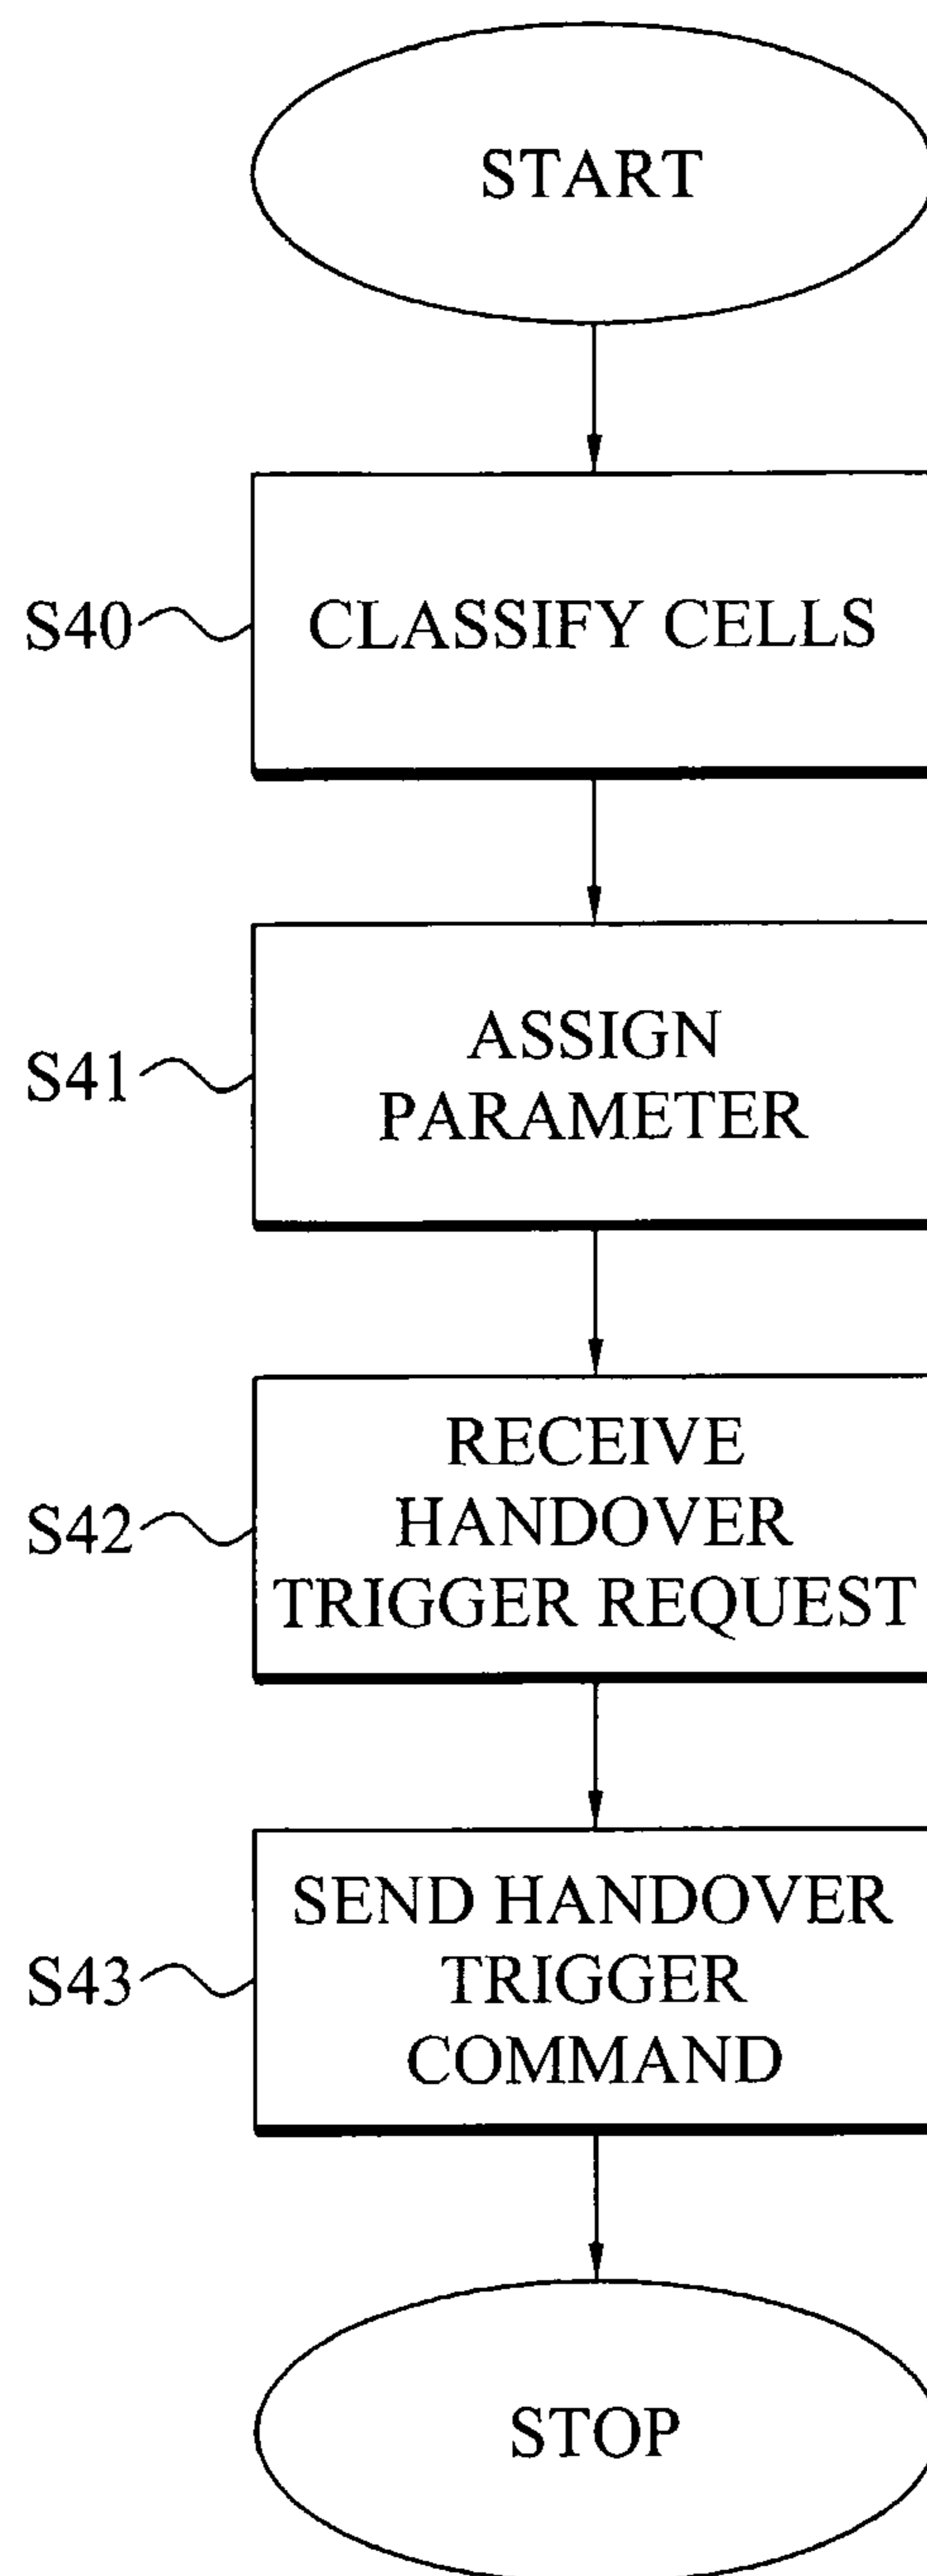 START
S40
CLASSIFY CELLS
S41
ASSIGN
PARAMETER
S42
RECEIVE
HANDOVER
TRIGGER REQUEST
S43
SEND HANDOVER
TRIGGER
COMMAND
STOP